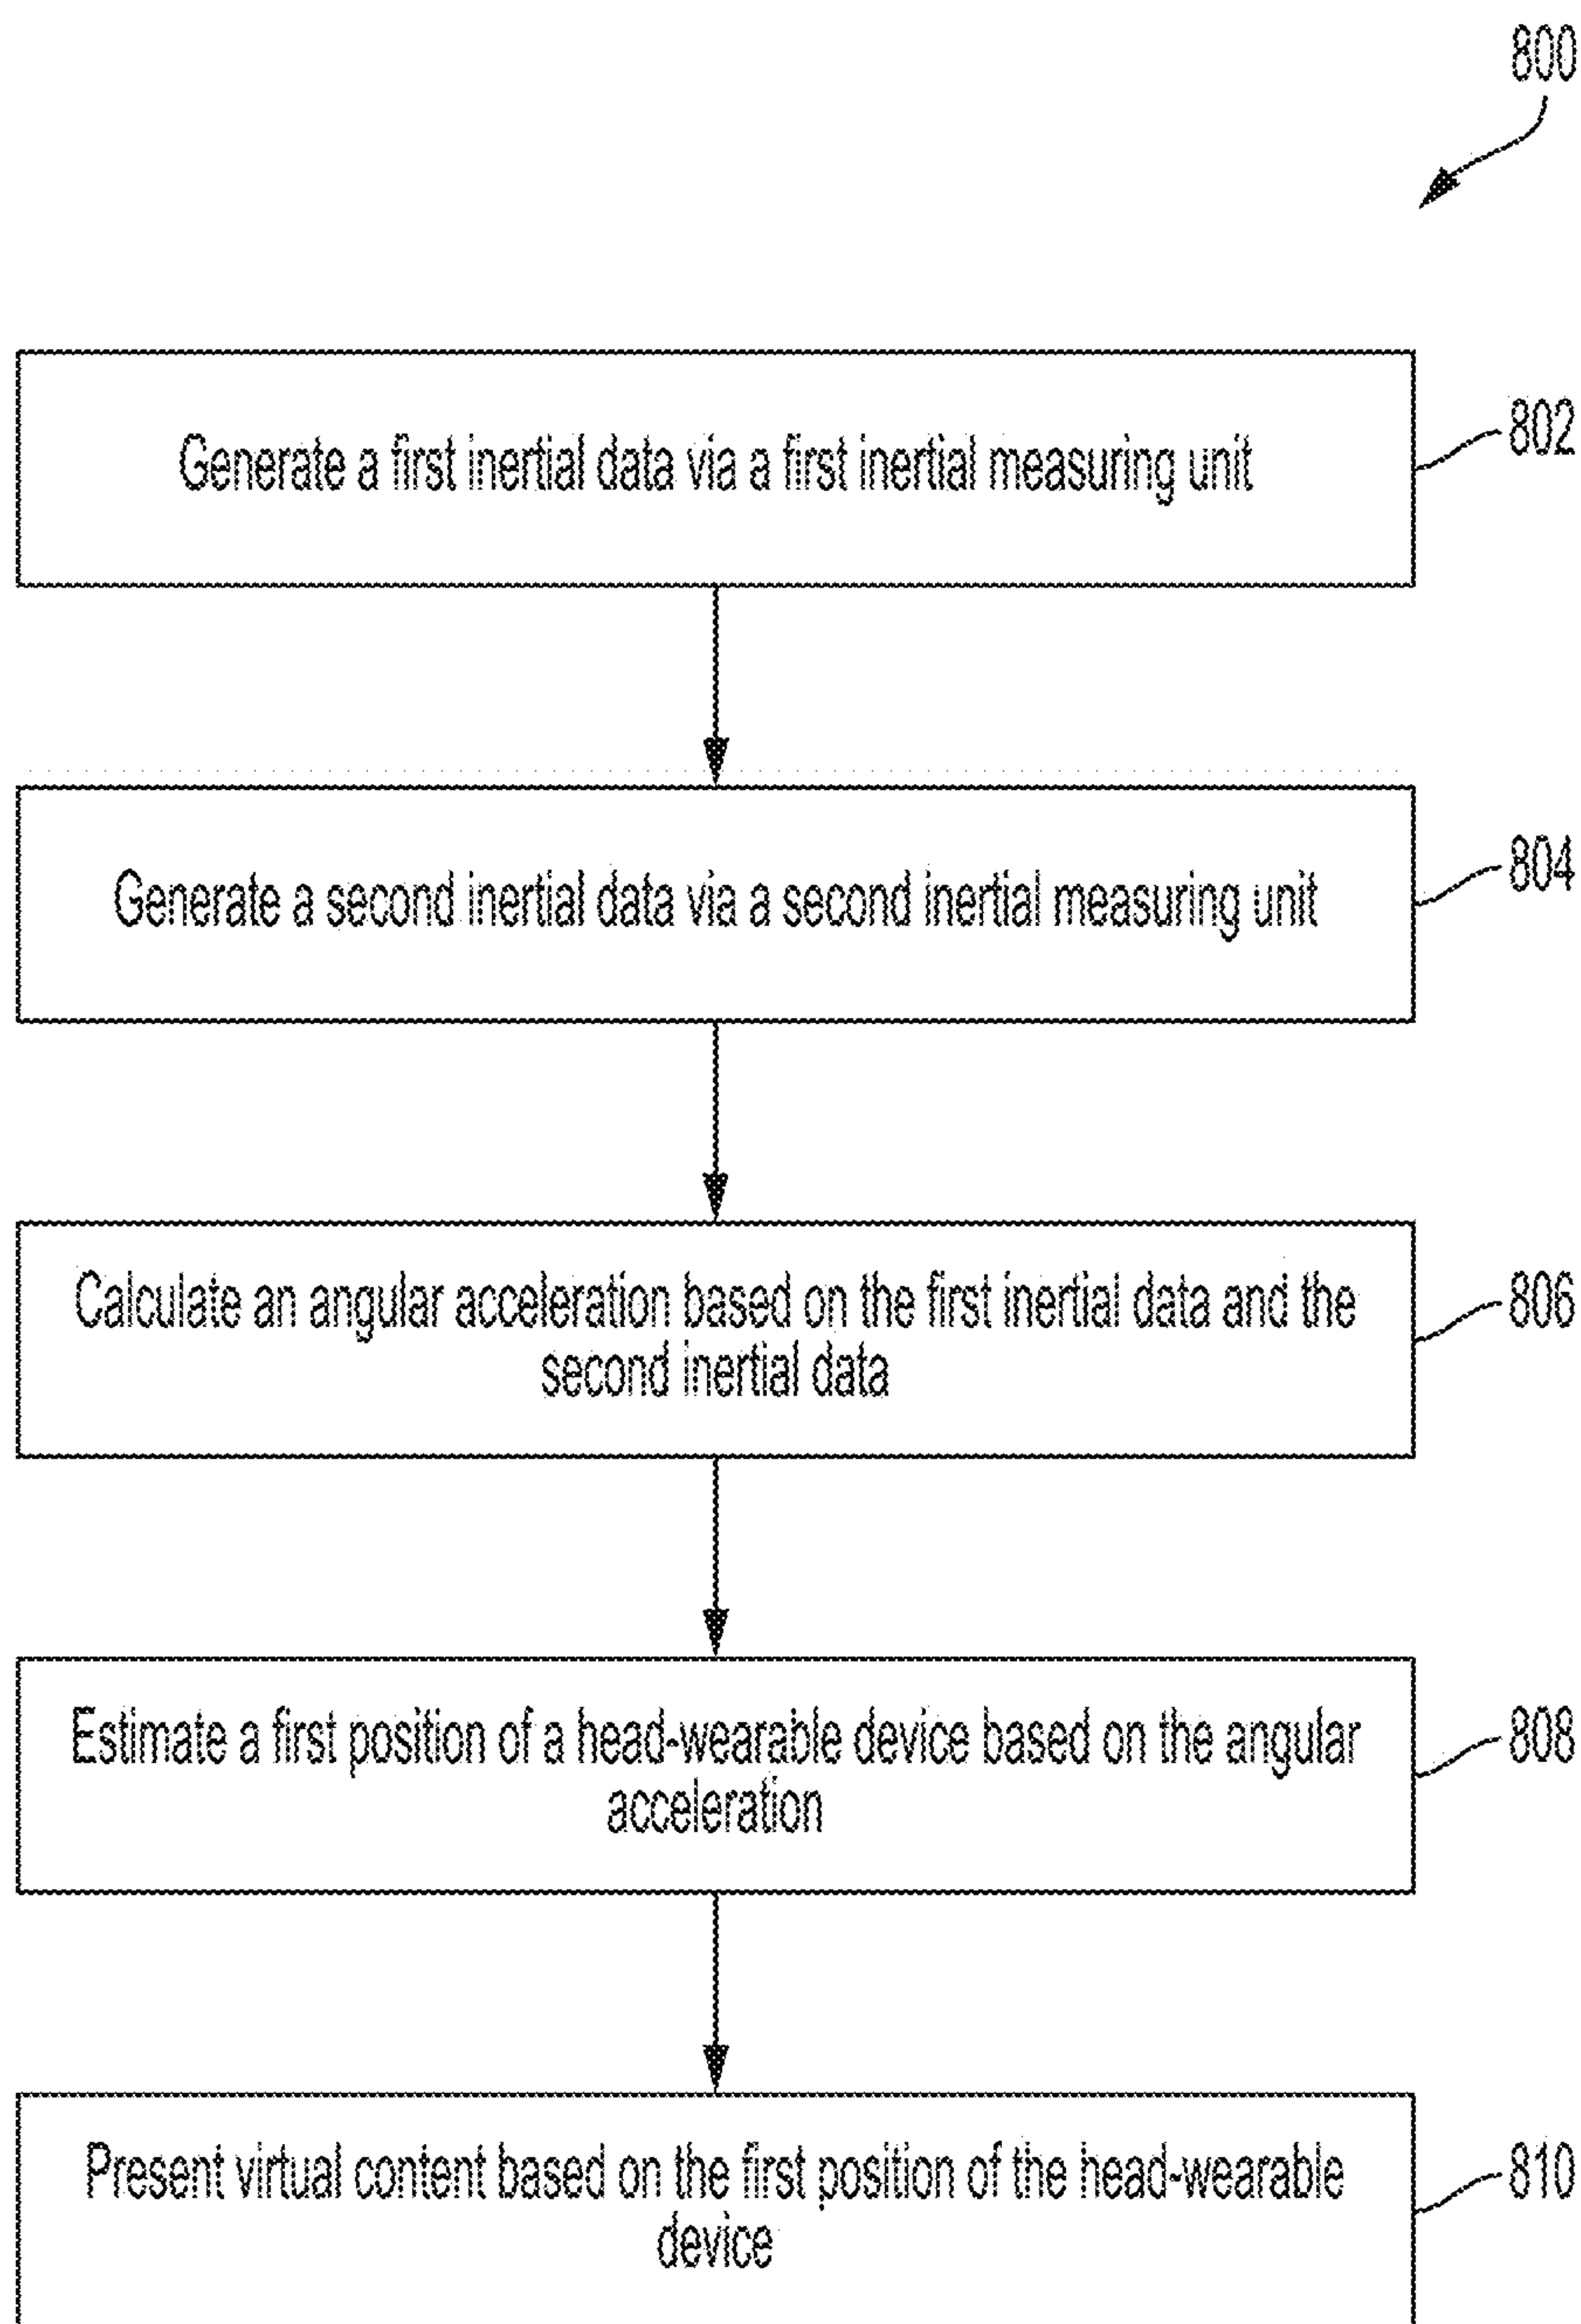 800
Generate a first inertial data via a first inertial measuring unit
802
Generate a second inertial data via a second inertial measuring unit
804
Calculate an angular acceleration based on the first inertial data and the
second inertial data
806
Estimate a first position of a head-wearable device based on the angular
acceleration
808
Present virtual content based on the first position of the head-wearable
device
810